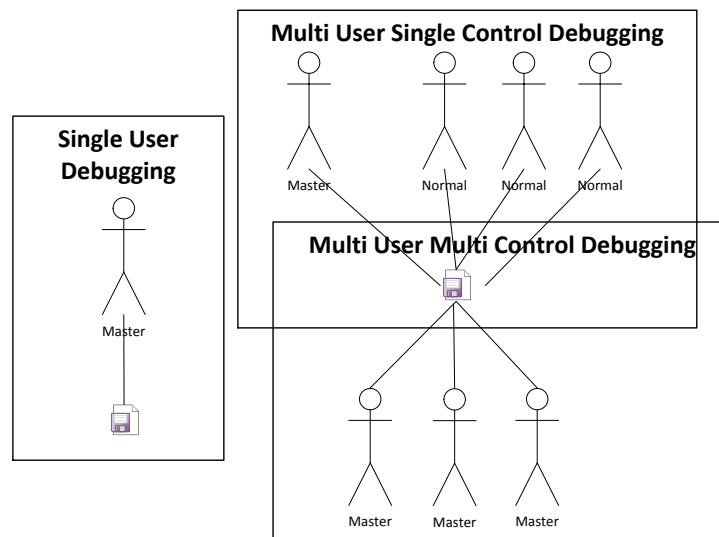 Multi User Single Control Debugging
Master
Normal
Normal
Normal
Single User
Debugging
Master
Multi User Multi Control Debugging
Master
Master
Master